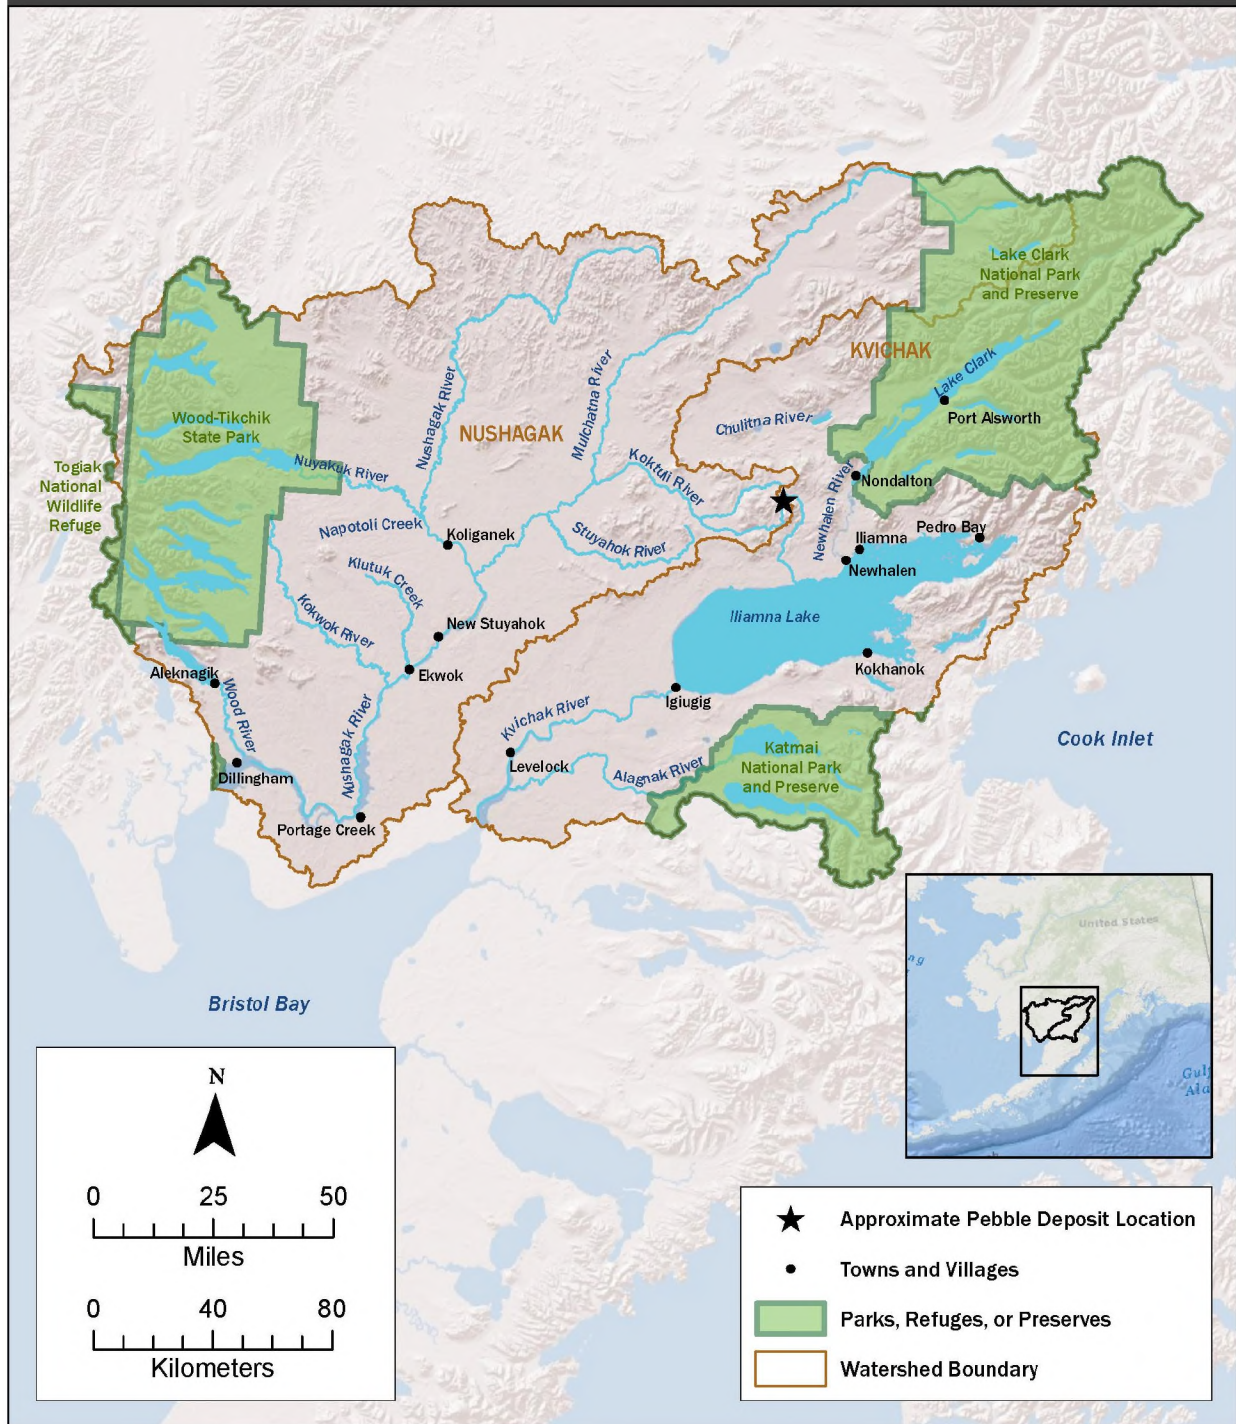 Lake Clark
National Park
and Preserve
KVICHAK
Lake Clark
Port Alsworth
Wood-Tikchik
State Park
Nushagak River
NUSHAGAK
Mulchatna River
Chulitna River
Togiak
National
Wildlife
Refuge
Nuyakuk River
Koktuli River
Newhalen River
Nondalton
Napotoli Creek
Koliganek
Stuyahok River
Pedro Bay
Iliamna
Newhalen
Klutuk Creek
Kokwok River
New Stuyahok
Iliamna Lake
Aleknagik
Ekwok
Kokhanok
Wood River
Nushagak River
Igiugig
Kvichak River
Levelock
Alagnak River
Katmai
National Park
and Preserve
Cook Inlet
Dillingham
Portage Creek
Bristol Bay
United States
ng
Gulf
Ala
N
0 25 50
Miles
0 40 80
Kilometers
Approximate Pebble Deposit Location
Towns and Villages
Parks, Refuges, or Preserves
Watershed Boundary